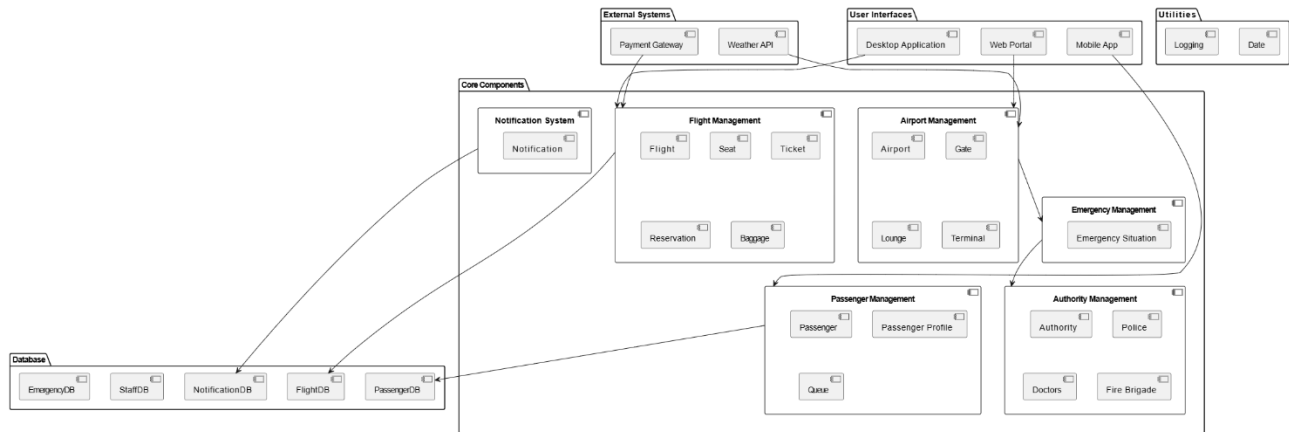 External Systems
User Interfaces
Utilities
Payment Gateway
Weather API
Desktop Application
Web Portal
Mobile App
Logging
Date
Core Components
Notification System
Flight Management
Airport Management
Notification
Flight
Seat
Ticket
Airport
Gate
Reservation
Baggage
Lounge
Terminal
Emergency Management
Emergency Situation
Passenger Management
Authority Management
Passenger
Passenger Profile
Authority
Police
Queue
Doctors
Fire Brigade
Database
EmergencyDB
StaffDB
NotificationDB
FlightDB
PassengerDB